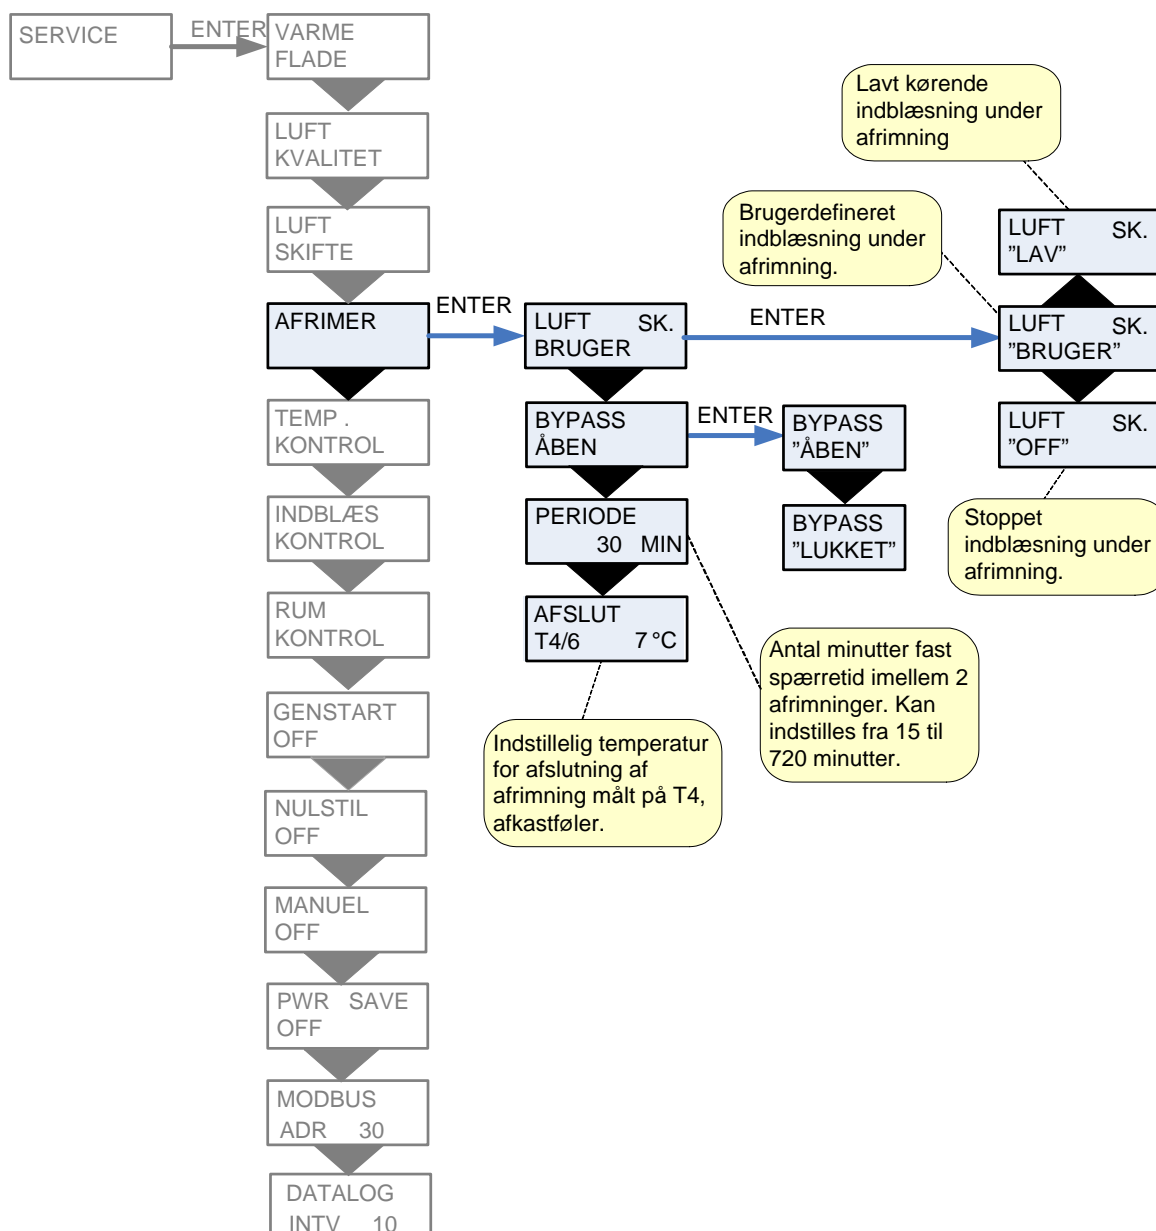 SERVICE
ENTER
VARME
FLADE
LUFT
KVALITET
LUFT
SKIFTE
AFRIMER
TEMP .
KONTROL
INDBLÆS
KONTROL
RUM
KONTROL
GENSTART
OFF
NULSTIL
OFF
MANUEL
OFF
PWR SAVE
OFF
MODBUS
ADR 30
DATALOG
INTV 10
ENTER
LUFT SK.
BRUGER
BYPASS
ÅBEN
PERIODE
30 MIN
AFSLUT
T4/6 7 °C
Indstillelig temperatur
for afslutning af
afrimning målt på T4,
afkastføler.
ENTER
BYPASS
”ÅBEN”
BYPASS
”LUKKET”
Antal minutter fast
spærretid imellem 2
afrimninger. Kan
indstilles fra 15 til
720 minutter.
ENTER
Lavt kørende
indblæsning under
afrimning
Brugerdefineret
indblæsning under
afrimning.
LUFT SK.
”LAV”
LUFT SK.
”BRUGER”
LUFT SK.
”OFF”
Stoppet
indblæsning under
afrimning.